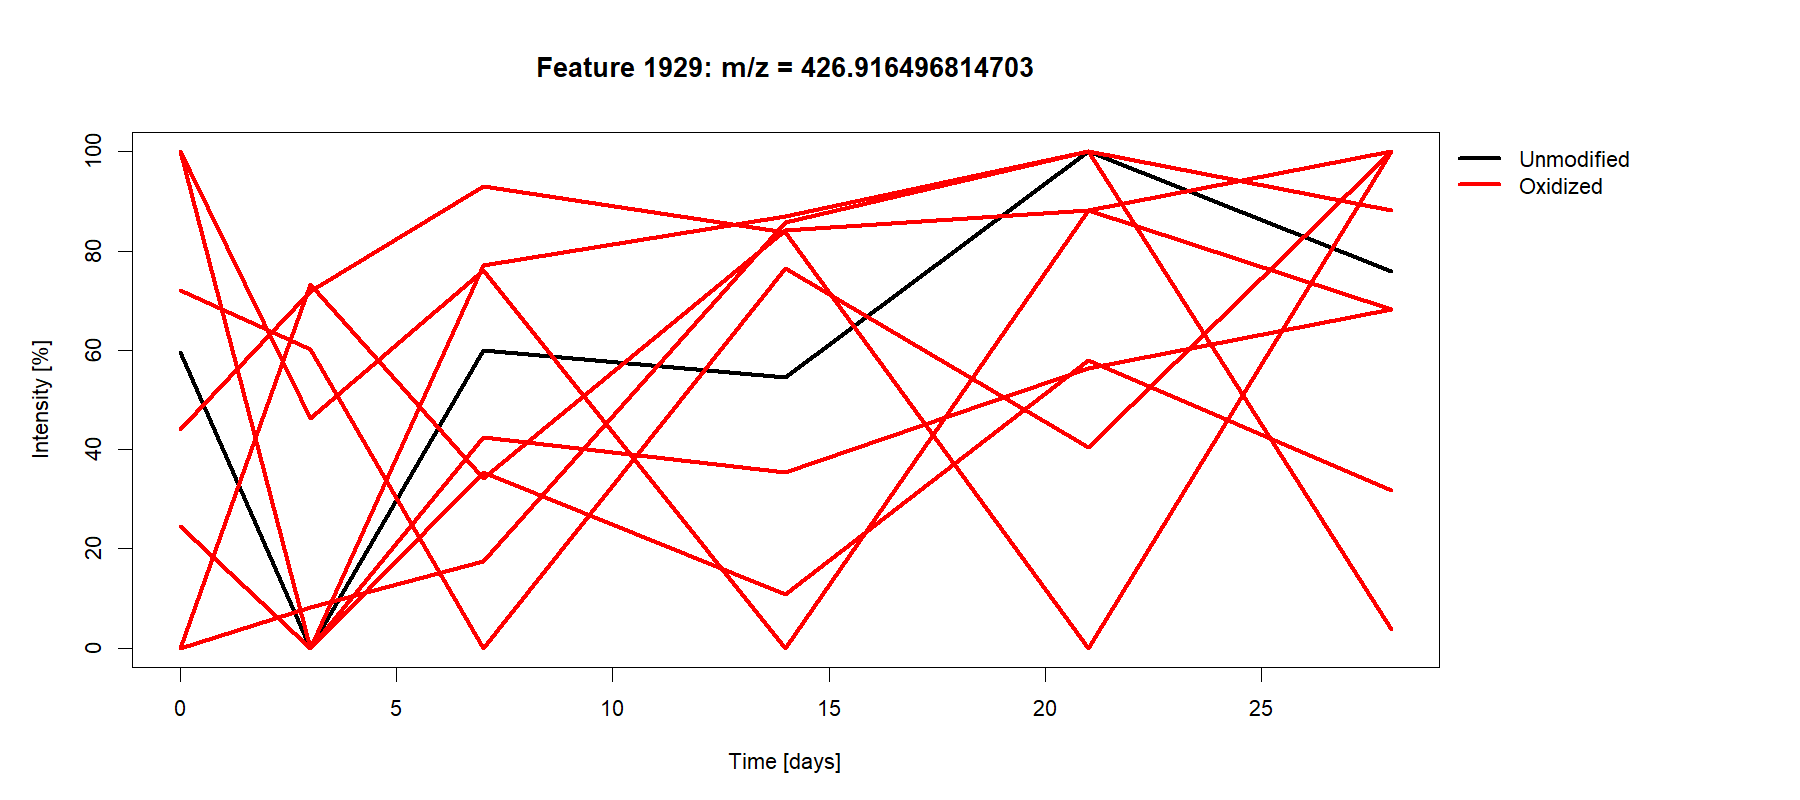 Feature 1929: m/z = 426.916496814703
Unmodified
Oxidized
Intensity [%]
100
80
60
40
20
0
0 5 10 15 20 25
Time [days]